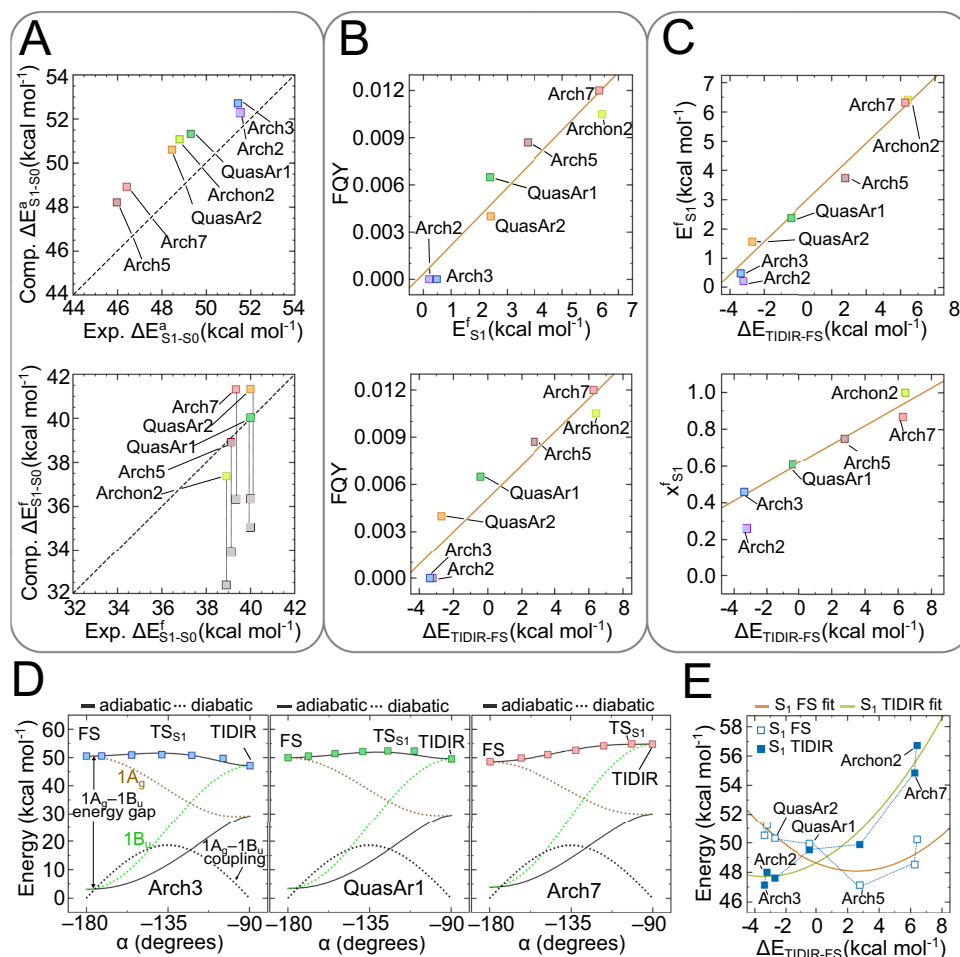 A
Comp. ΔE^a_S1-S0 (kcal mol⁻¹)
54
52
50
48
46
44
44 46 48 50 52 54
Exp. ΔE^a_S1-S0 (kcal mol⁻¹)
Arch3
Arch2
QuasAr1
Archon2
QuasAr2
Arch7
Arch5
Comp. ΔE^f_S1-S0 (kcal mol⁻¹)
42
40
38
36
34
32
32 34 36 38 40 42
Exp. ΔE^f_S1-S0 (kcal mol⁻¹)
Arch7
QuasAr2
QuasAr1
Arch5
Archon2
B
FQY
0.012
0.009
0.006
0.003
0.000
0 1 2 3 4 5 6 7
E^f_S1 (kcal mol⁻¹)
Arch7
Archon2
Arch5
QuasAr1
QuasAr2
Arch2
Arch3
FQY
0.012
0.009
0.006
0.003
0.000
-4 -2 0 2 4 6 8
ΔE_TIDIR-FS (kcal mol⁻¹)
Arch7
Archon2
Arch5
QuasAr1
QuasAr2
Arch3
Arch2
C
E^f_S1 (kcal mol⁻¹)
7
6
5
4
3
2
1
0
-4 -2 0 2 4 6 8
ΔE_TIDIR-FS (kcal mol⁻¹)
Arch7
Archon2
Arch5
QuasAr1
QuasAr2
Arch3
Arch2
x^f_S1
1.0
0.8
0.6
0.4
0.2
0.0
-4 -2 0 2 4 6 8
ΔE_TIDIR-FS (kcal mol⁻¹)
Archon2
Arch7
Arch5
QuasAr1
Arch3
Arch2
D
adiabatic diabatic
adiabatic diabatic
adiabatic diabatic
Energy (kcal mol⁻¹)
60
50
40
30
20
10
0
FS TS_S1 TIDIR
1A_g
1A_g−1B_u
energy gap
1B_u
1A_g−1B_u
coupling
Arch3
−180 −135 −90
α (degrees)
FS TS_S1 TIDIR
QuasAr1
−180 −135 −90
α (degrees)
FS TS_S1
TIDIR
Arch7
−180 −135 −90
α (degrees)
E
S₁ FS fit S₁ TIDIR fit
S₁ FS
S₁ TIDIR
Energy (kcal mol⁻¹)
58
56
54
52
50
48
46
-4 -2 0 2 4 6 8
ΔE_TIDIR-FS (kcal mol⁻¹)
Archon2
Arch7
QuasAr2
QuasAr1
Arch2
Arch3
Arch5